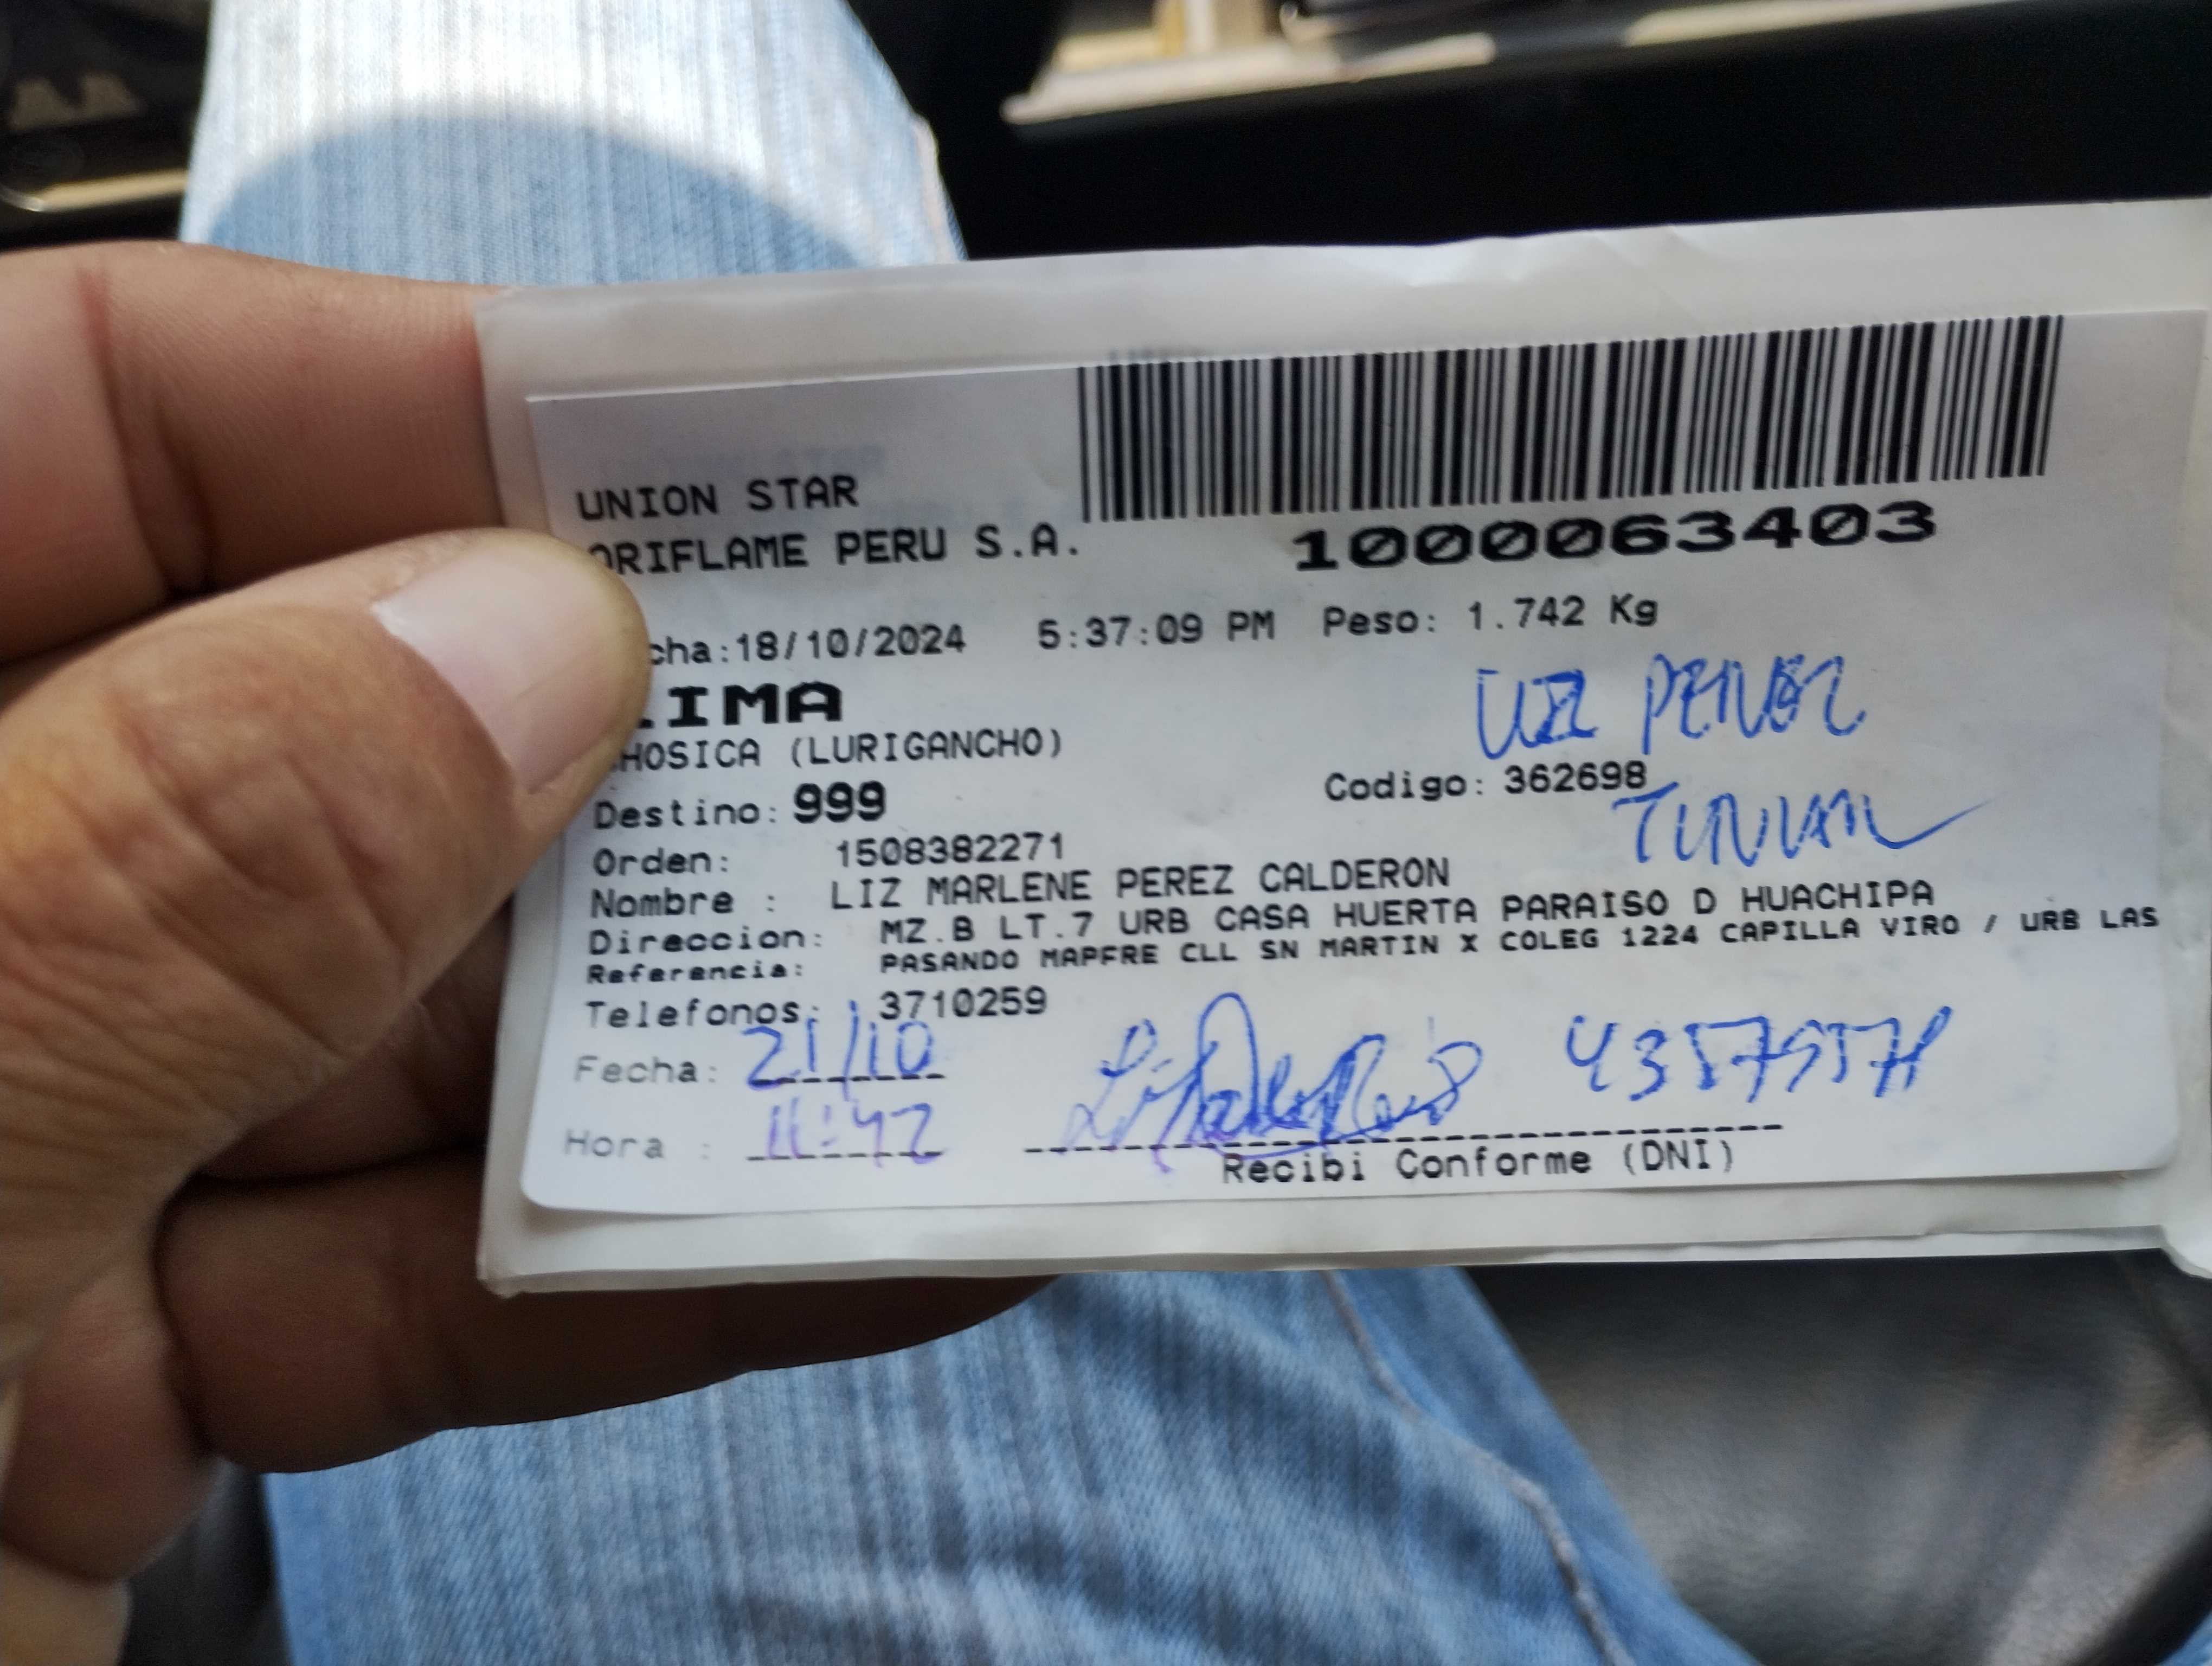 UNION STAR
ORIFLAME PERU S.A.
1000063403
cha:18/10/2024 5:37:09 PM Peso: 1.742 Kg
LIMA
CHOSICA (LURIGANCHO)
PEREZ
Destino: 999
Codigo: 362698
Orden: 1508382271
Nombre : LIZ MARLENE PEREZ CALDERON
Direccion: MZ.B LT.7 URB CASA HUERTA PARAISO D HUACHIPA
Referencia: PASANDO MAPFRE CLL SN MARTIN X COLEG 1224 CAPILLA VIRO / URB LAS
Telefonos: 3710259
Fecha: 21/10
Hora : 11:42
Recibi Conforme (DNI)